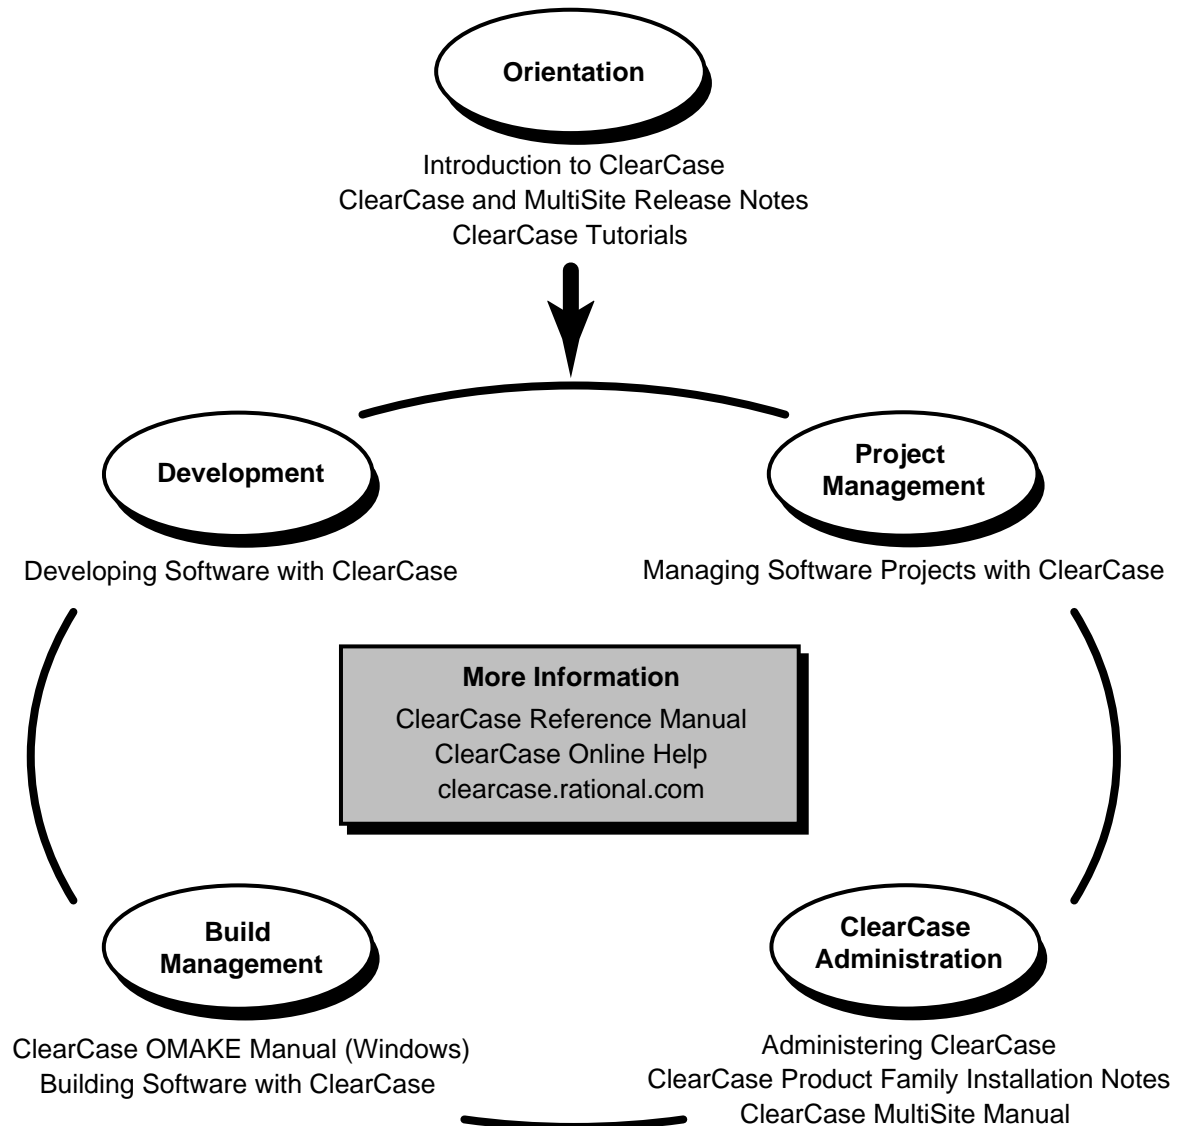 Orientation
Introduction to ClearCase
ClearCase and MultiSite Release Notes
ClearCase Tutorials
Development
Developing Software with ClearCase
Project
Management
Managing Software Projects with ClearCase
More Information
ClearCase Reference Manual
ClearCase Online Help
clearcase.rational.com
Build
Management
ClearCase OMAKE Manual (Windows)
Building Software with ClearCase
ClearCase
Administration
Administering ClearCase
ClearCase Product Family Installation Notes
ClearCase MultiSite Manual